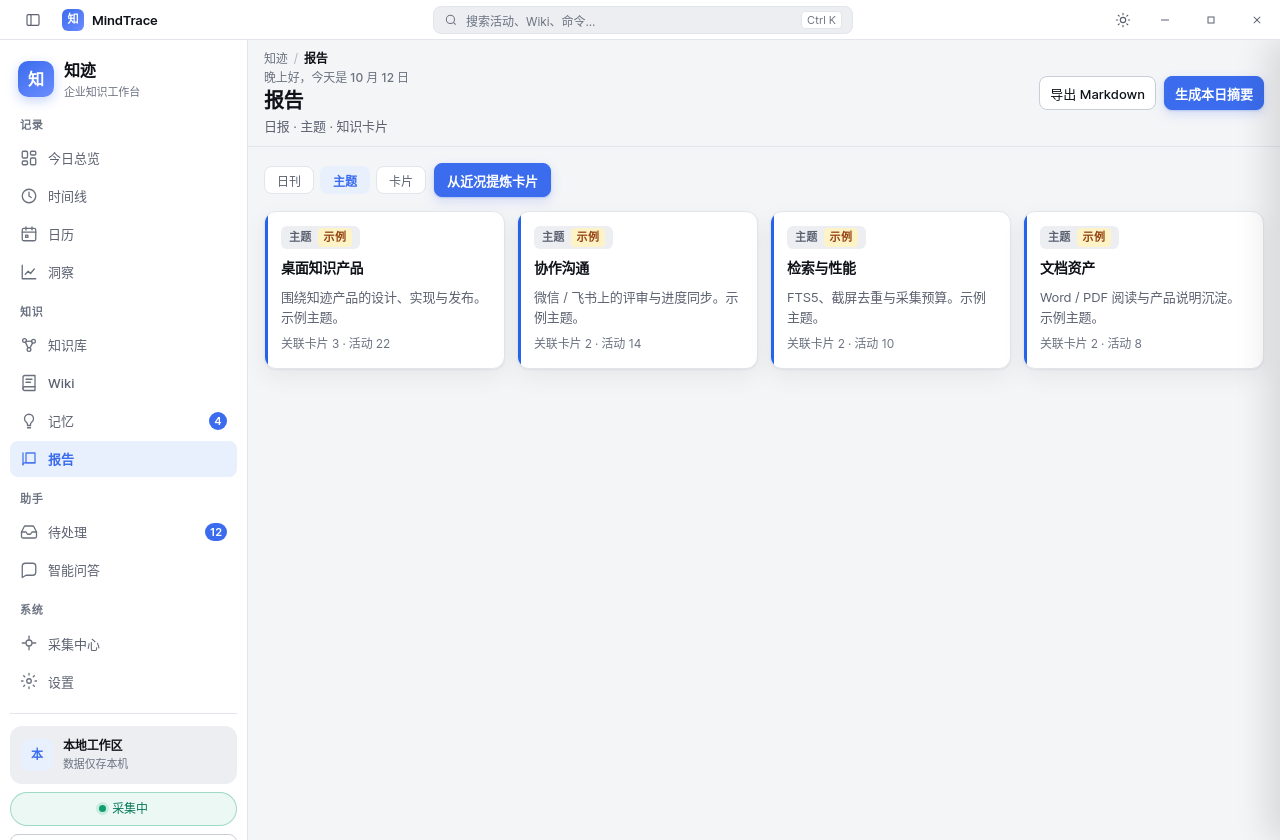 知 MindTrace
搜索活动、Wiki、命令... Ctrl K
知 知迹
企业知识工作台
记录
今日总览
时间线
日历
洞察
知识
知识库
Wiki
记忆 4
报告
助手
待处理 12
智能问答
系统
采集中心
设置
本 本地工作区
数据仅存本机
采集中
知迹 / 报告
晚上好，今天是 10 月 12 日
报告
日报 · 主题 · 知识卡片
导出 Markdown 生成本日摘要
日刊 主题 卡片 从近况提炼卡片
主题 示例
桌面知识产品
围绕知迹产品的设计、实现与发布。
示例主题。
关联卡片 3 · 活动 22
主题 示例
协作沟通
微信 / 飞书上的评审与进度同步。示
例主题。
关联卡片 2 · 活动 14
主题 示例
检索与性能
FTS5、截屏去重与采集预算。示例
主题。
关联卡片 2 · 活动 10
主题 示例
文档资产
Word / PDF 阅读与产品说明沉淀。
示例主题。
关联卡片 2 · 活动 8